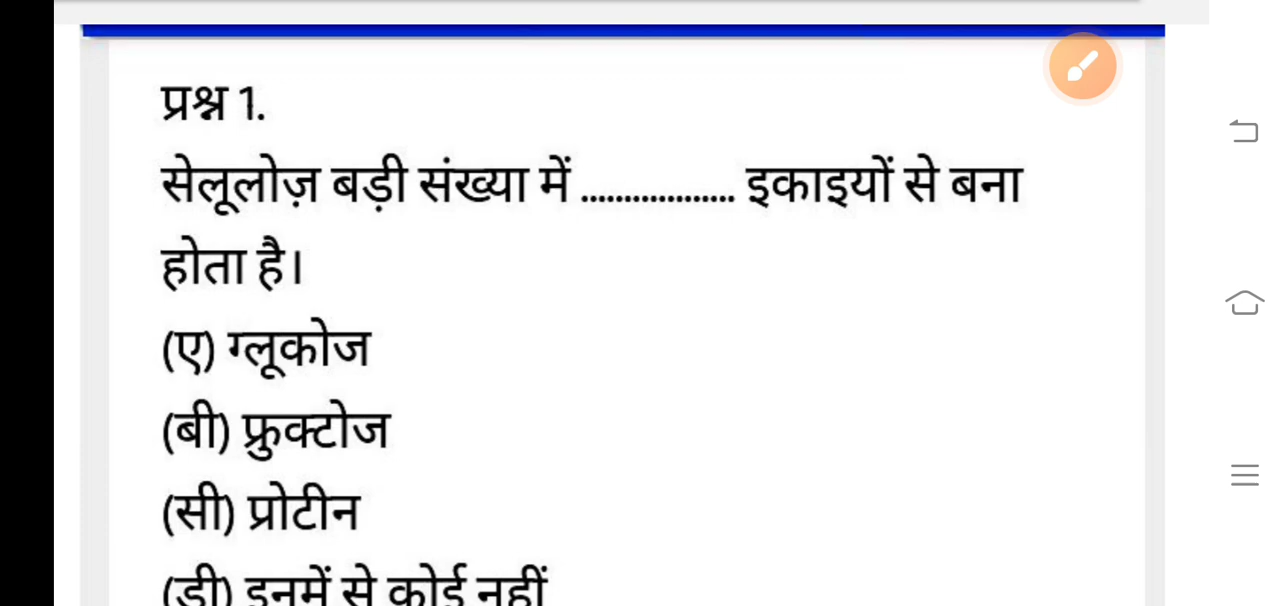 प्रश्न 1.
सेलूलोज़ बड़ी संख्या में .................. इकाइयों से बना
होता है।
(ए) ग्लूकोज
(बी) फ्रुक्टोज
(सी) प्रोटीन
(डी) इनमें से कोई नहीं